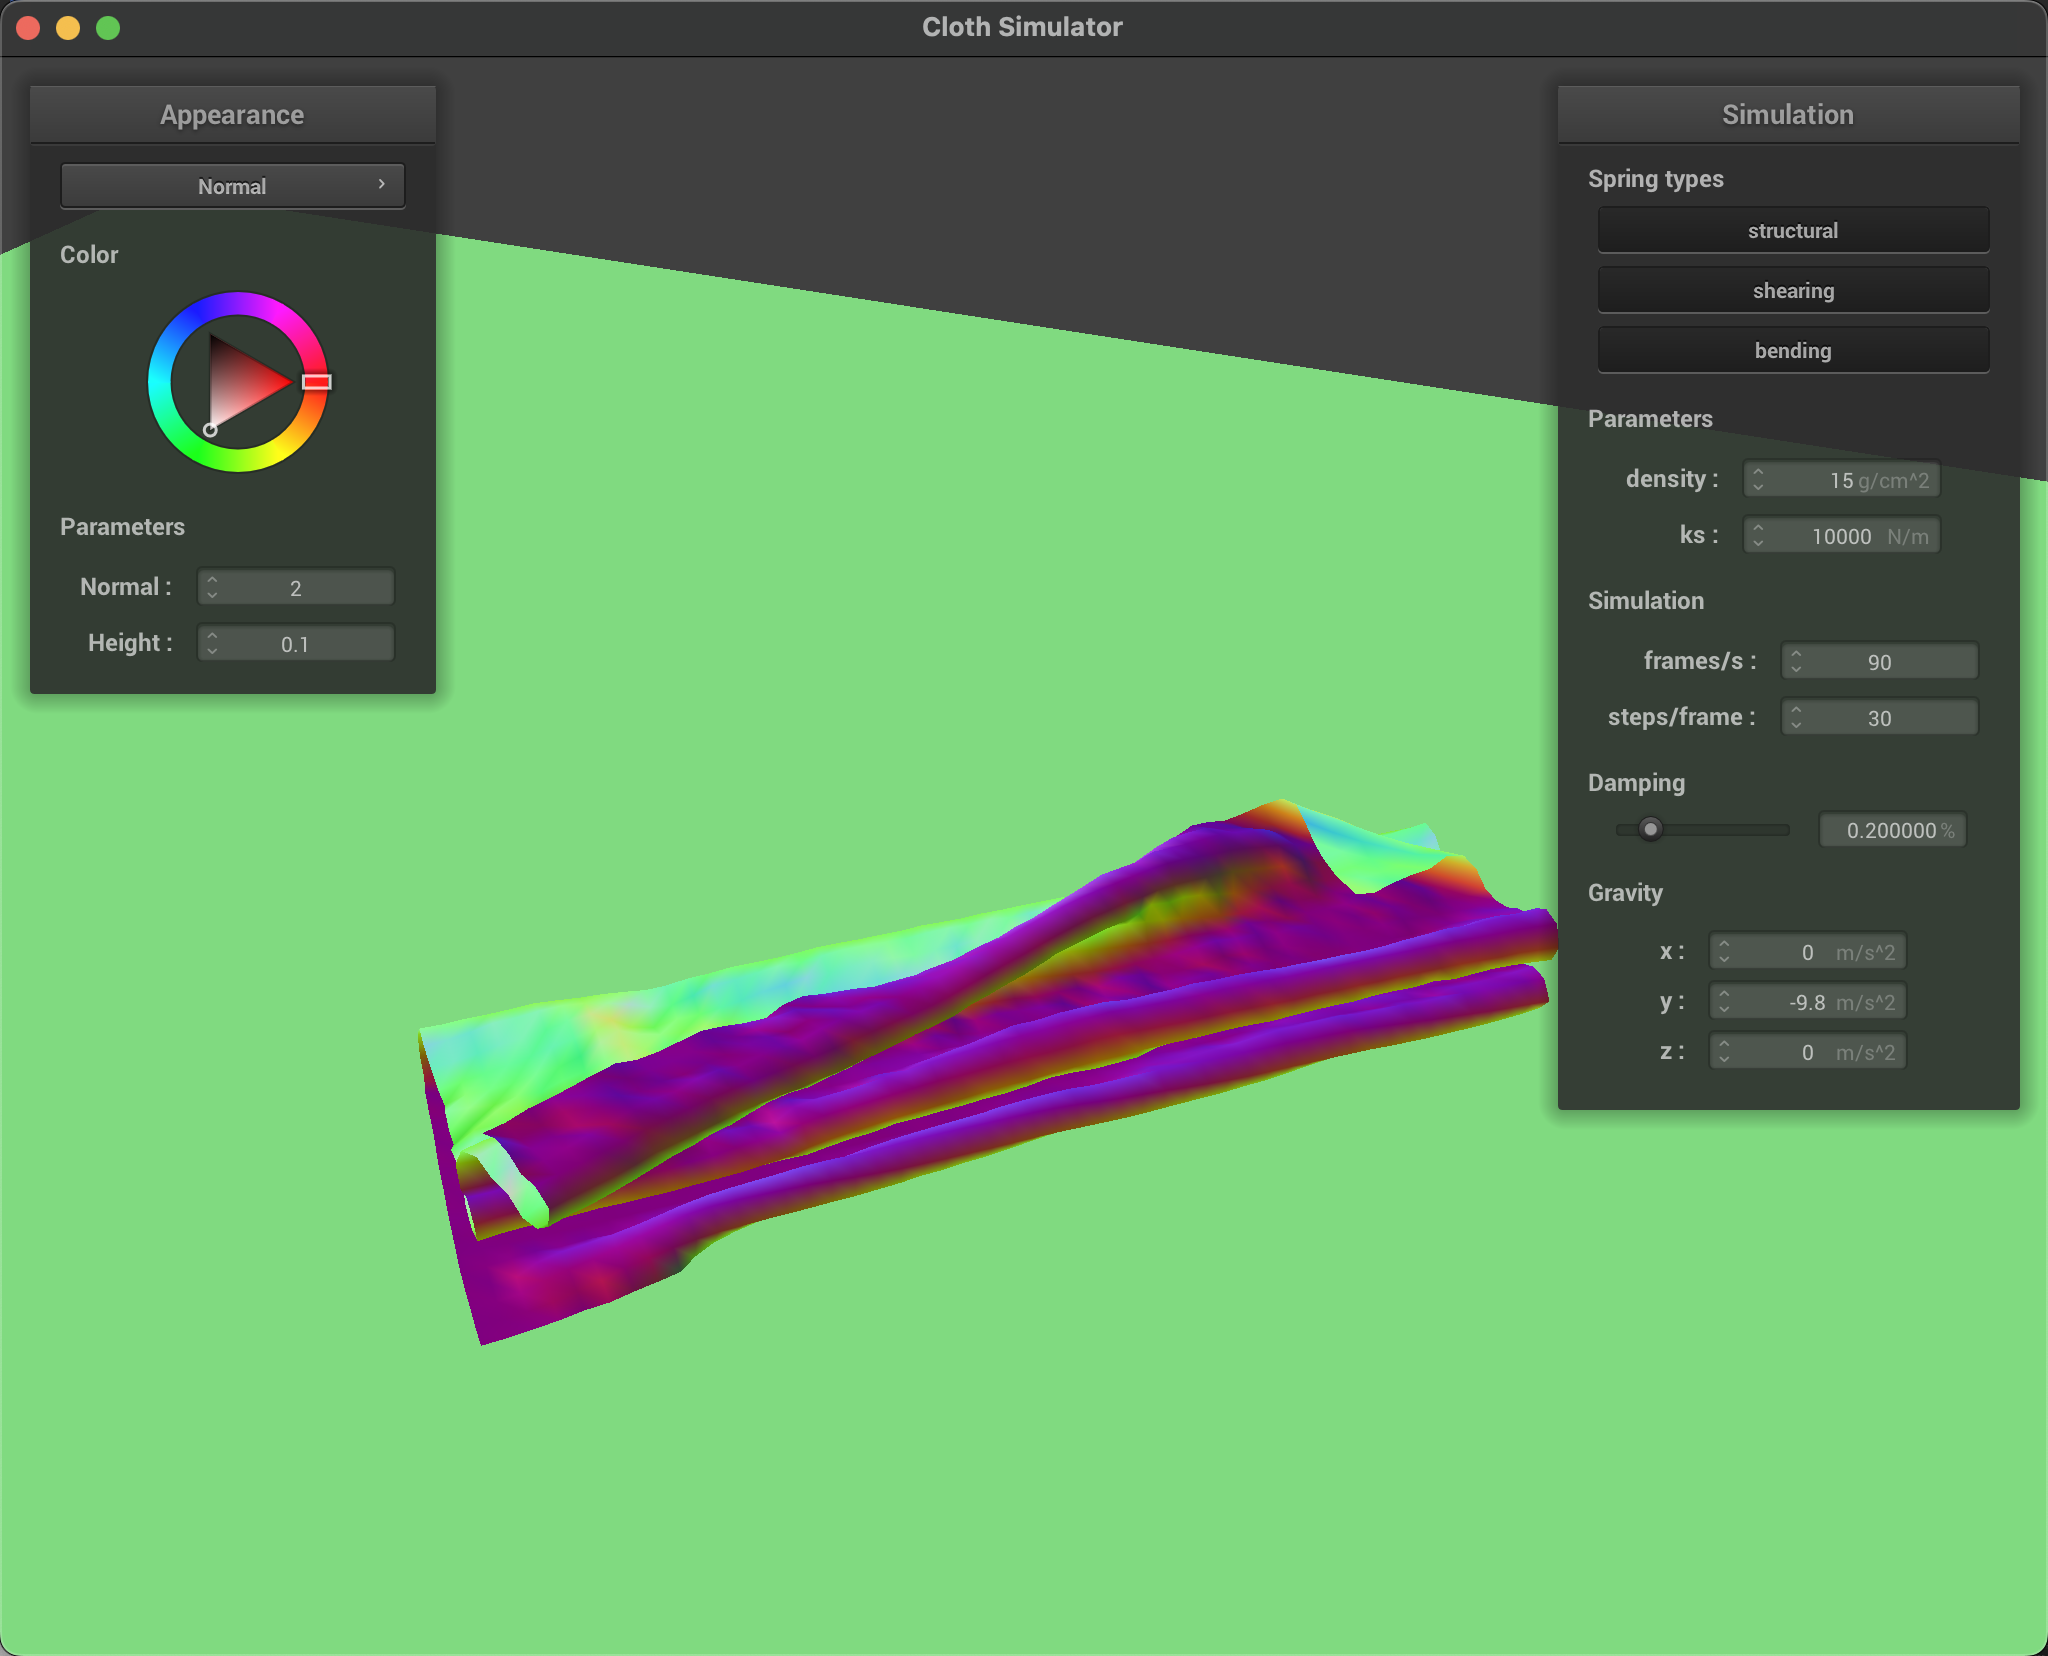 Cloth Simulator
Appearance
Normal
Color
Parameters
Normal : 2
Height : 0.1
Simulation
Spring types
structural
shearing
bending
Parameters
density : 15 g/cm^2
ks : 10000 N/m
Simulation
frames/s : 90
steps/frame : 30
Damping
0.200000 %
Gravity
x : 0 m/s^2
y : -9.8 m/s^2
z : 0 m/s^2